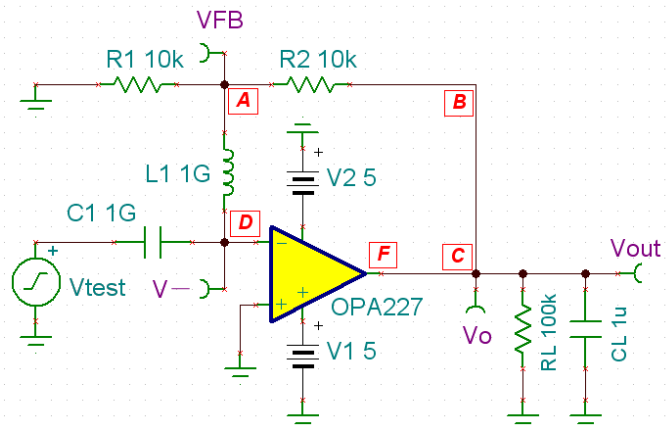 VFB
R1 10k
R2 10k
A
B
L1 1G
V2 5
C1 1G
D
F
C
Vout
Vtest
V−
OPA227
Vo
RL 100k
CL 1u
V1 5